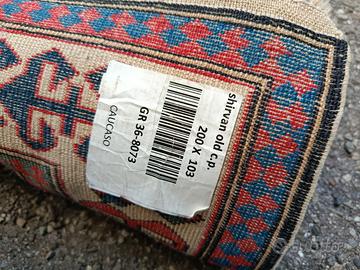 shirvan old c.p.
200 X 103
GR 36-8073
CAUCASO